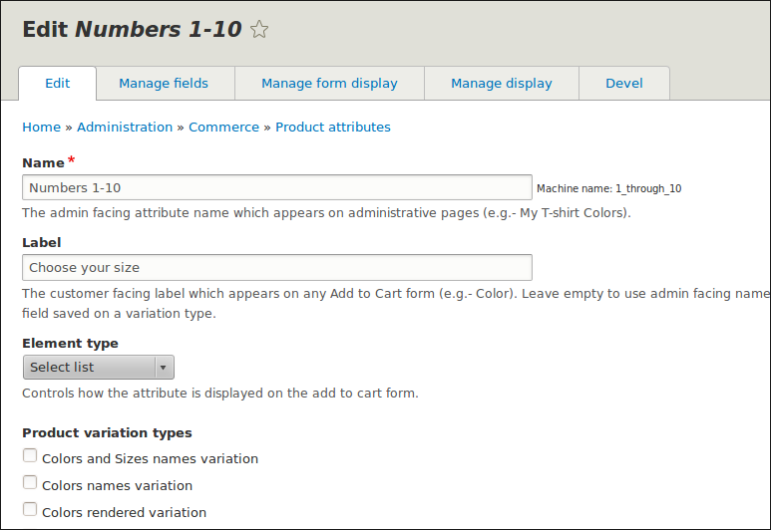 Edit Numbers 1-10
Edit Manage fields Manage form display Manage display Devel
Home » Administration » Commerce » Product attributes
Name *
Numbers 1-10 Machine name: 1_through_10
The admin facing attribute name which appears on administrative pages (e.g.- My T-shirt Colors).
Label
Choose your size
The customer facing label which appears on any Add to Cart form (e.g.- Color). Leave empty to use admin facing name
field saved on a variation type.
Element type
Select list
Controls how the attribute is displayed on the add to cart form.
Product variation types
Colors and Sizes names variation
Colors names variation
Colors rendered variation